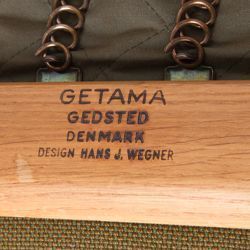 GETAMA
GEDSTED
DENMARK
DESIGN HANS J. WEGNER